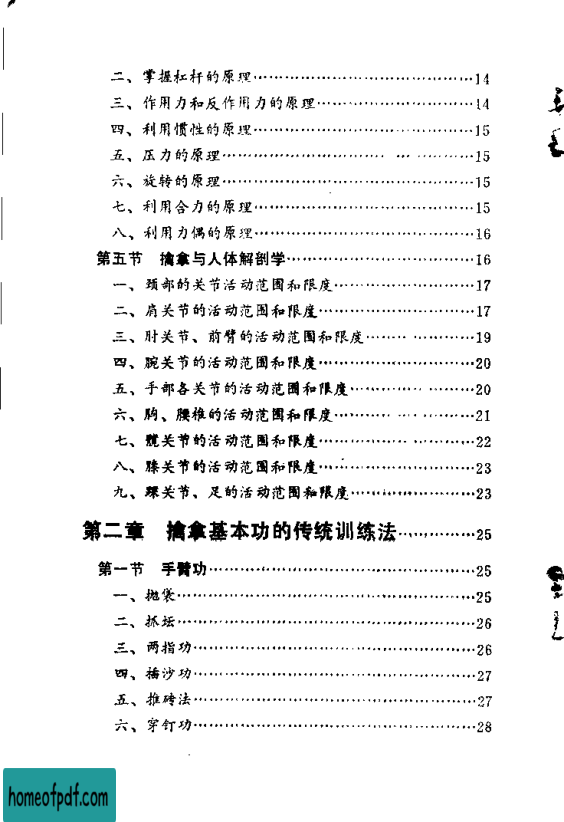 二、掌握杠杆的原理……14
三、作用力和反作用力的原理……14
四、利用惯性的原理……15
五、压力的原理……15
六、旋转的原理……15
七、利用合力的原理……15
八、利用力偶的原理……16
第五节 擒拿与人体解剖学……16
一、颈部的关节活动范围和限度……17
二、肩关节的活动范围和限度……17
三、肘关节、前臂的活动范围和限度……19
四、腕关节的活动范围和限度……20
五、手部各关节的活动范围和限度……20
六、胸、腰椎的活动范围和限度……21
七、髋关节的活动范围和限度……22
八、膝关节的活动范围和限度……23
九、踝关节、足的活动范围和限度……23
第二章 擒拿基本功的传统训练法……25
第一节 手臂功……25
一、抛袋……25
二、抓坛……26
三、两指功……26
四、插沙功……27
五、推砖法……27
六、穿钉功……28
homeofpdf.com